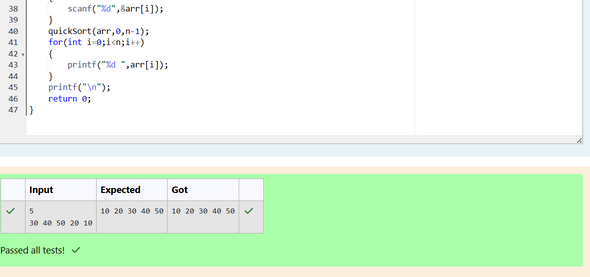 38 scanf("%d",&arr[i]);
39 }
40 quickSort(arr,0,n-1);
41 for(int i=0;i<n;i++)
42 {
43 printf("%d ",arr[i]);
44 }
45 printf("\n");
46 return 0;
47 }
Input Expected Got
5 10 20 30 40 50 10 20 30 40 50
30 40 50 20 10
Passed all tests!